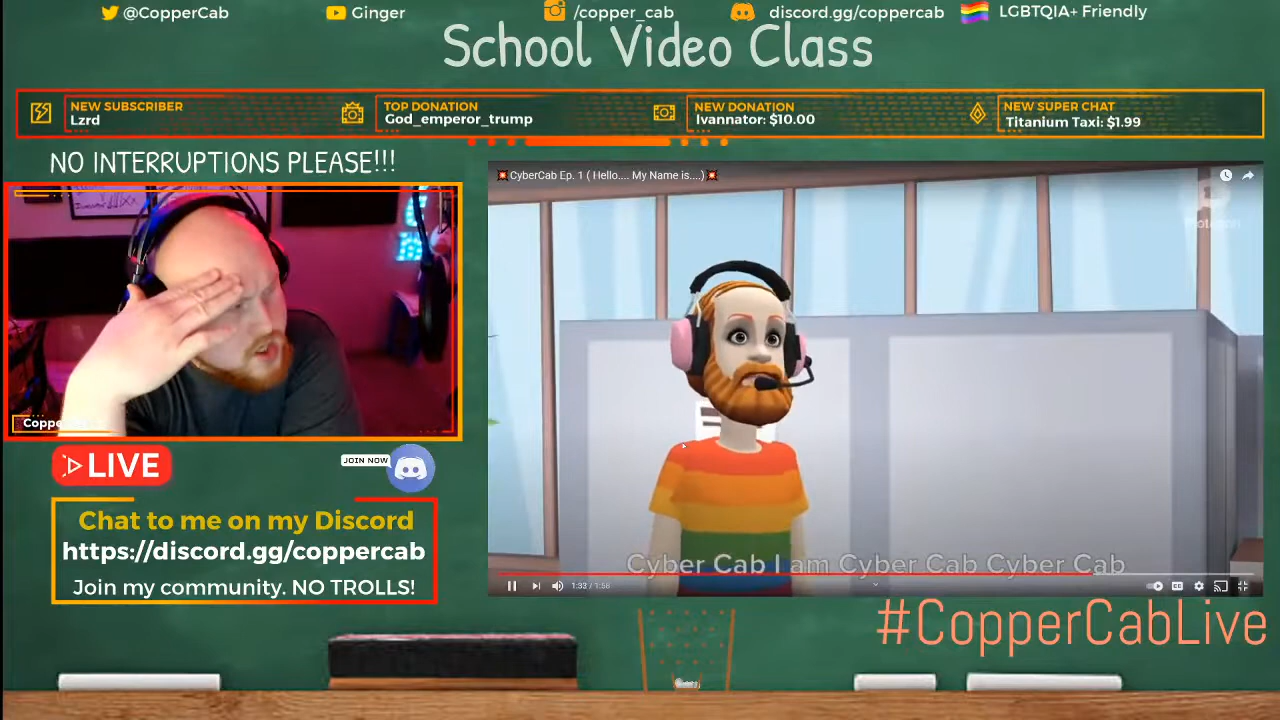 @CopperCab
Ginger
/copper_cab
discord.gg/coppercab
LGBTQIA+ Friendly
School Video Class
NEW SUBSCRIBER
Lzrd
TOP DONATION
God_emperor_trump
NEW DONATION
Ivannator: $10.00
NEW SUPER CHAT
Titanium Taxi: $1.99
NO INTERRUPTIONS PLEASE!!!
CyberCab Ep. 1 ( Hello.... My Name is....)
Cyber Cab I am Cyber Cab Cyber Cab
1:33 / 1:56
LIVE
JOIN NOW
Chat to me on my Discord
https://discord.gg/coppercab
Join my community. NO TROLLS!
#CopperCabLive